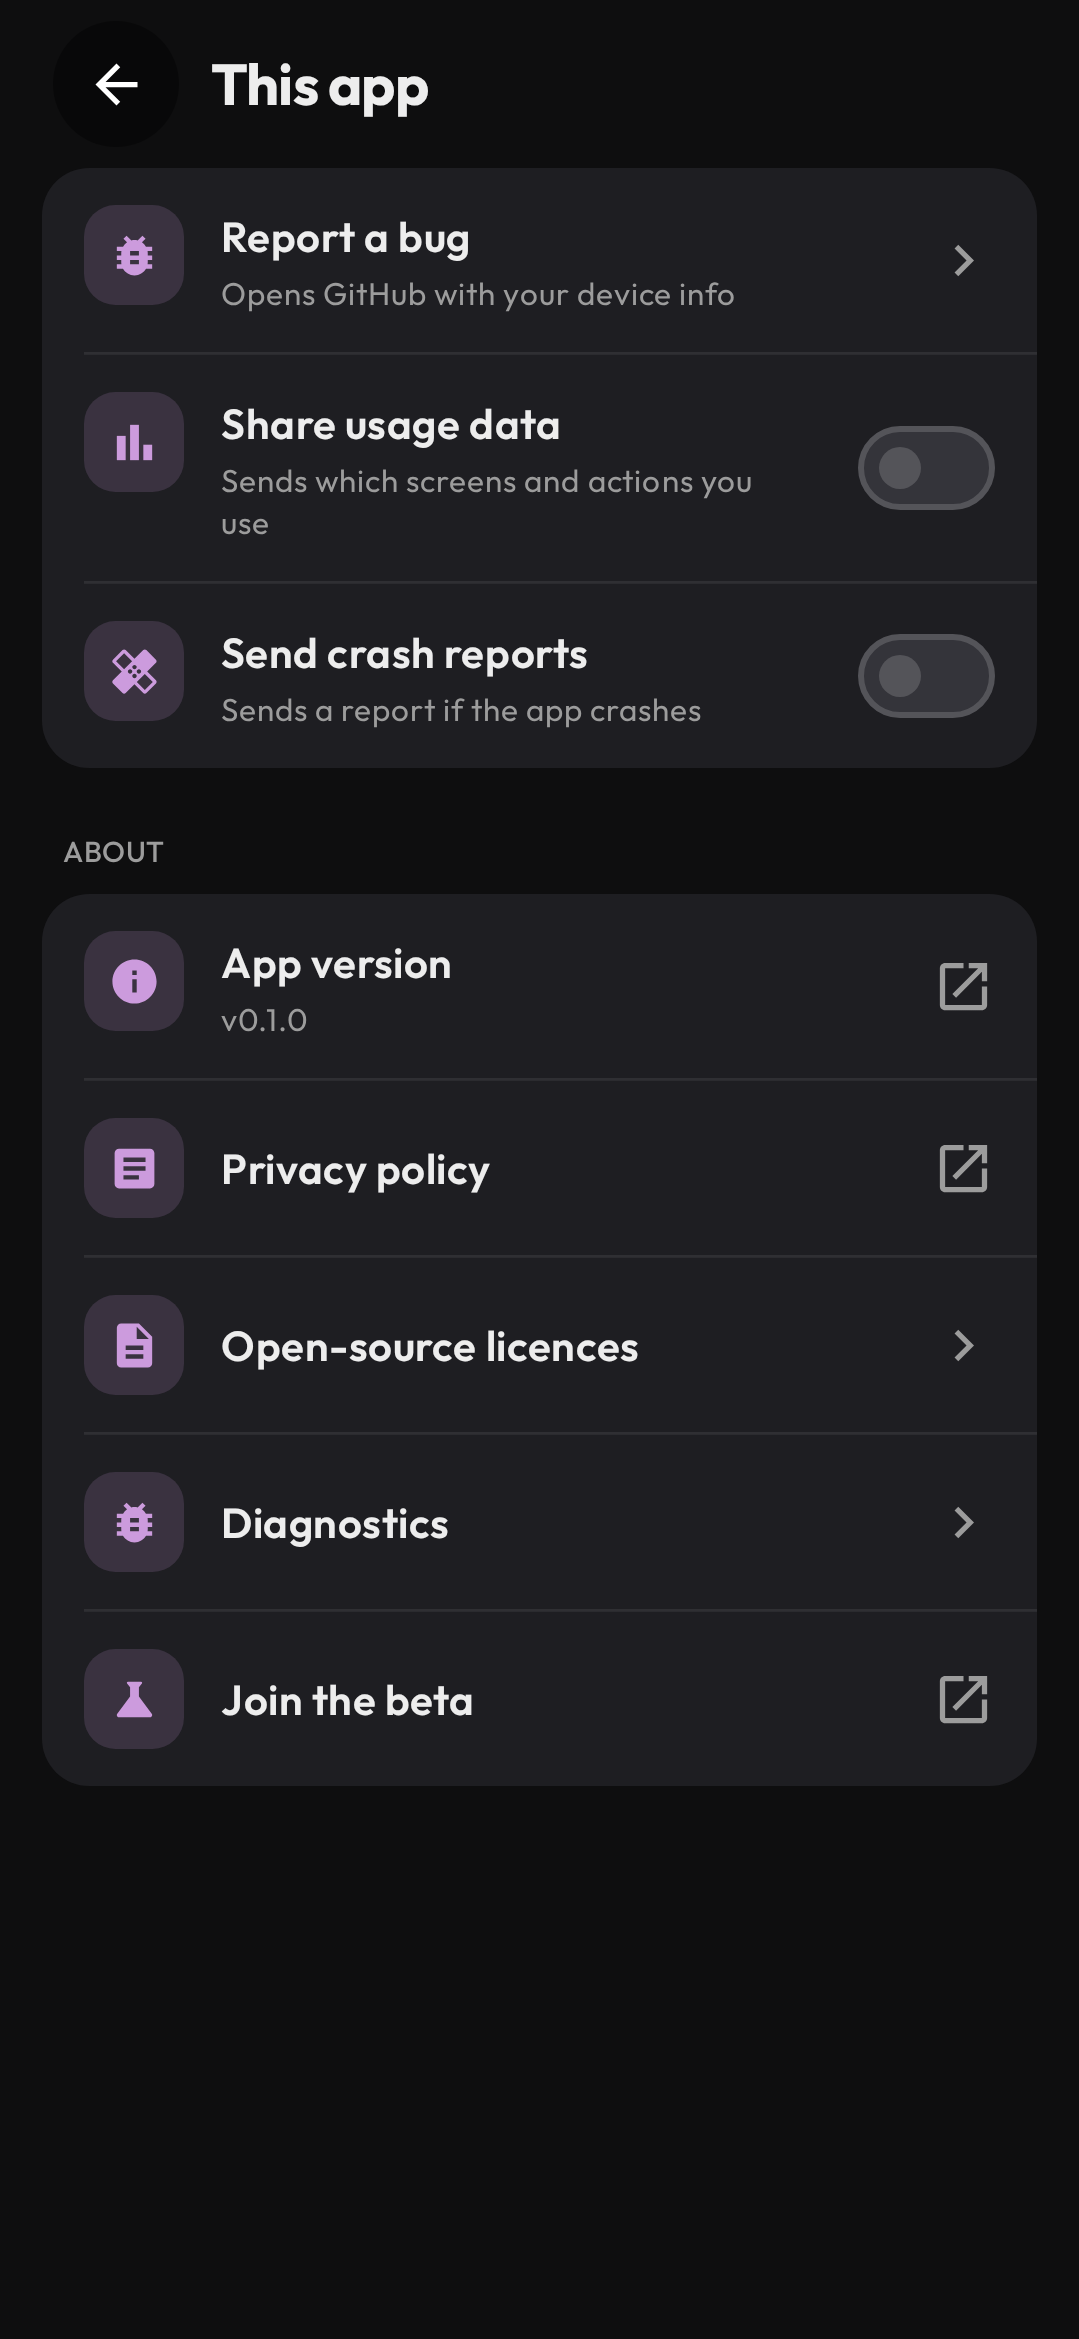 This app
Report a bug
Opens GitHub with your device info
Share usage data
Sends which screens and actions you
use
Send crash reports
Sends a report if the app crashes
ABOUT
App version
v0.1.0
Privacy policy
Open-source licences
Diagnostics
Join the beta